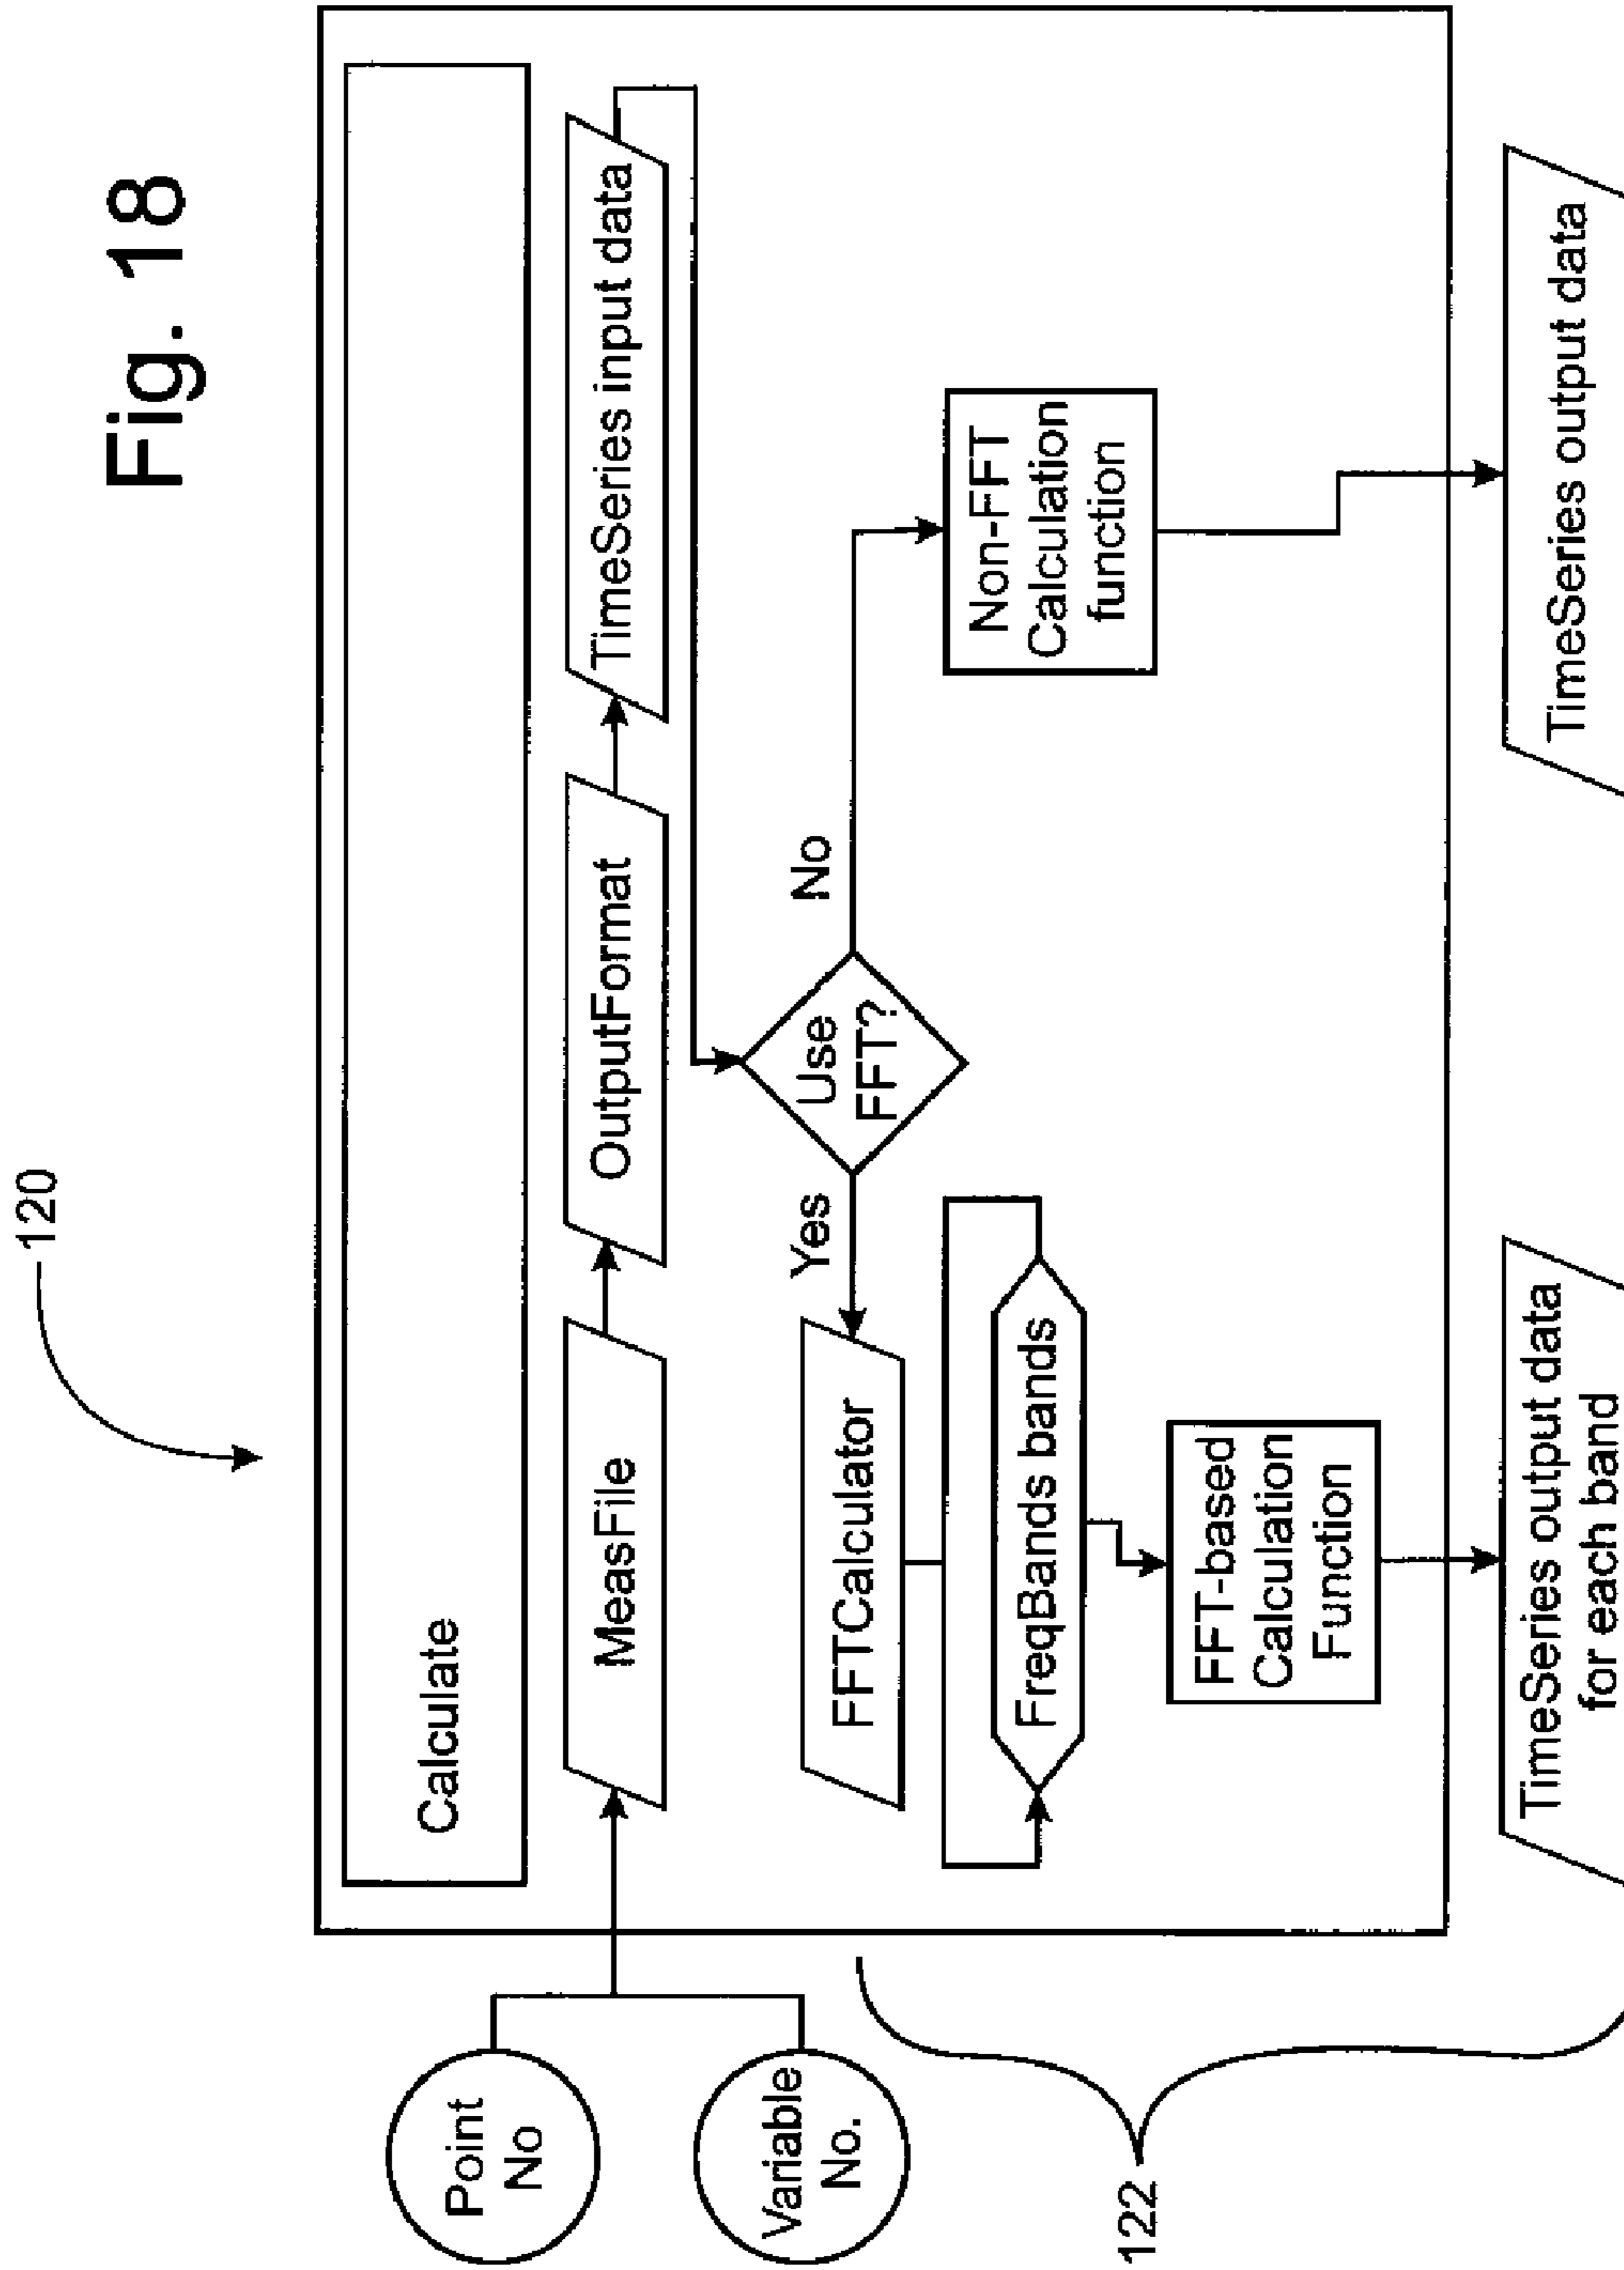 Fig. 18
120
Calculate
Point
No
Variable
No.
MeasFile
OutputFormat
TimeSeries input data
Use
FFT?
Yes
No
FFTCalculator
FreqBands bands
FFT-based
Calculation
Function
Non-FFT
Calculation
function
122
TimeSeries output data
for each band
TimeSeries output data